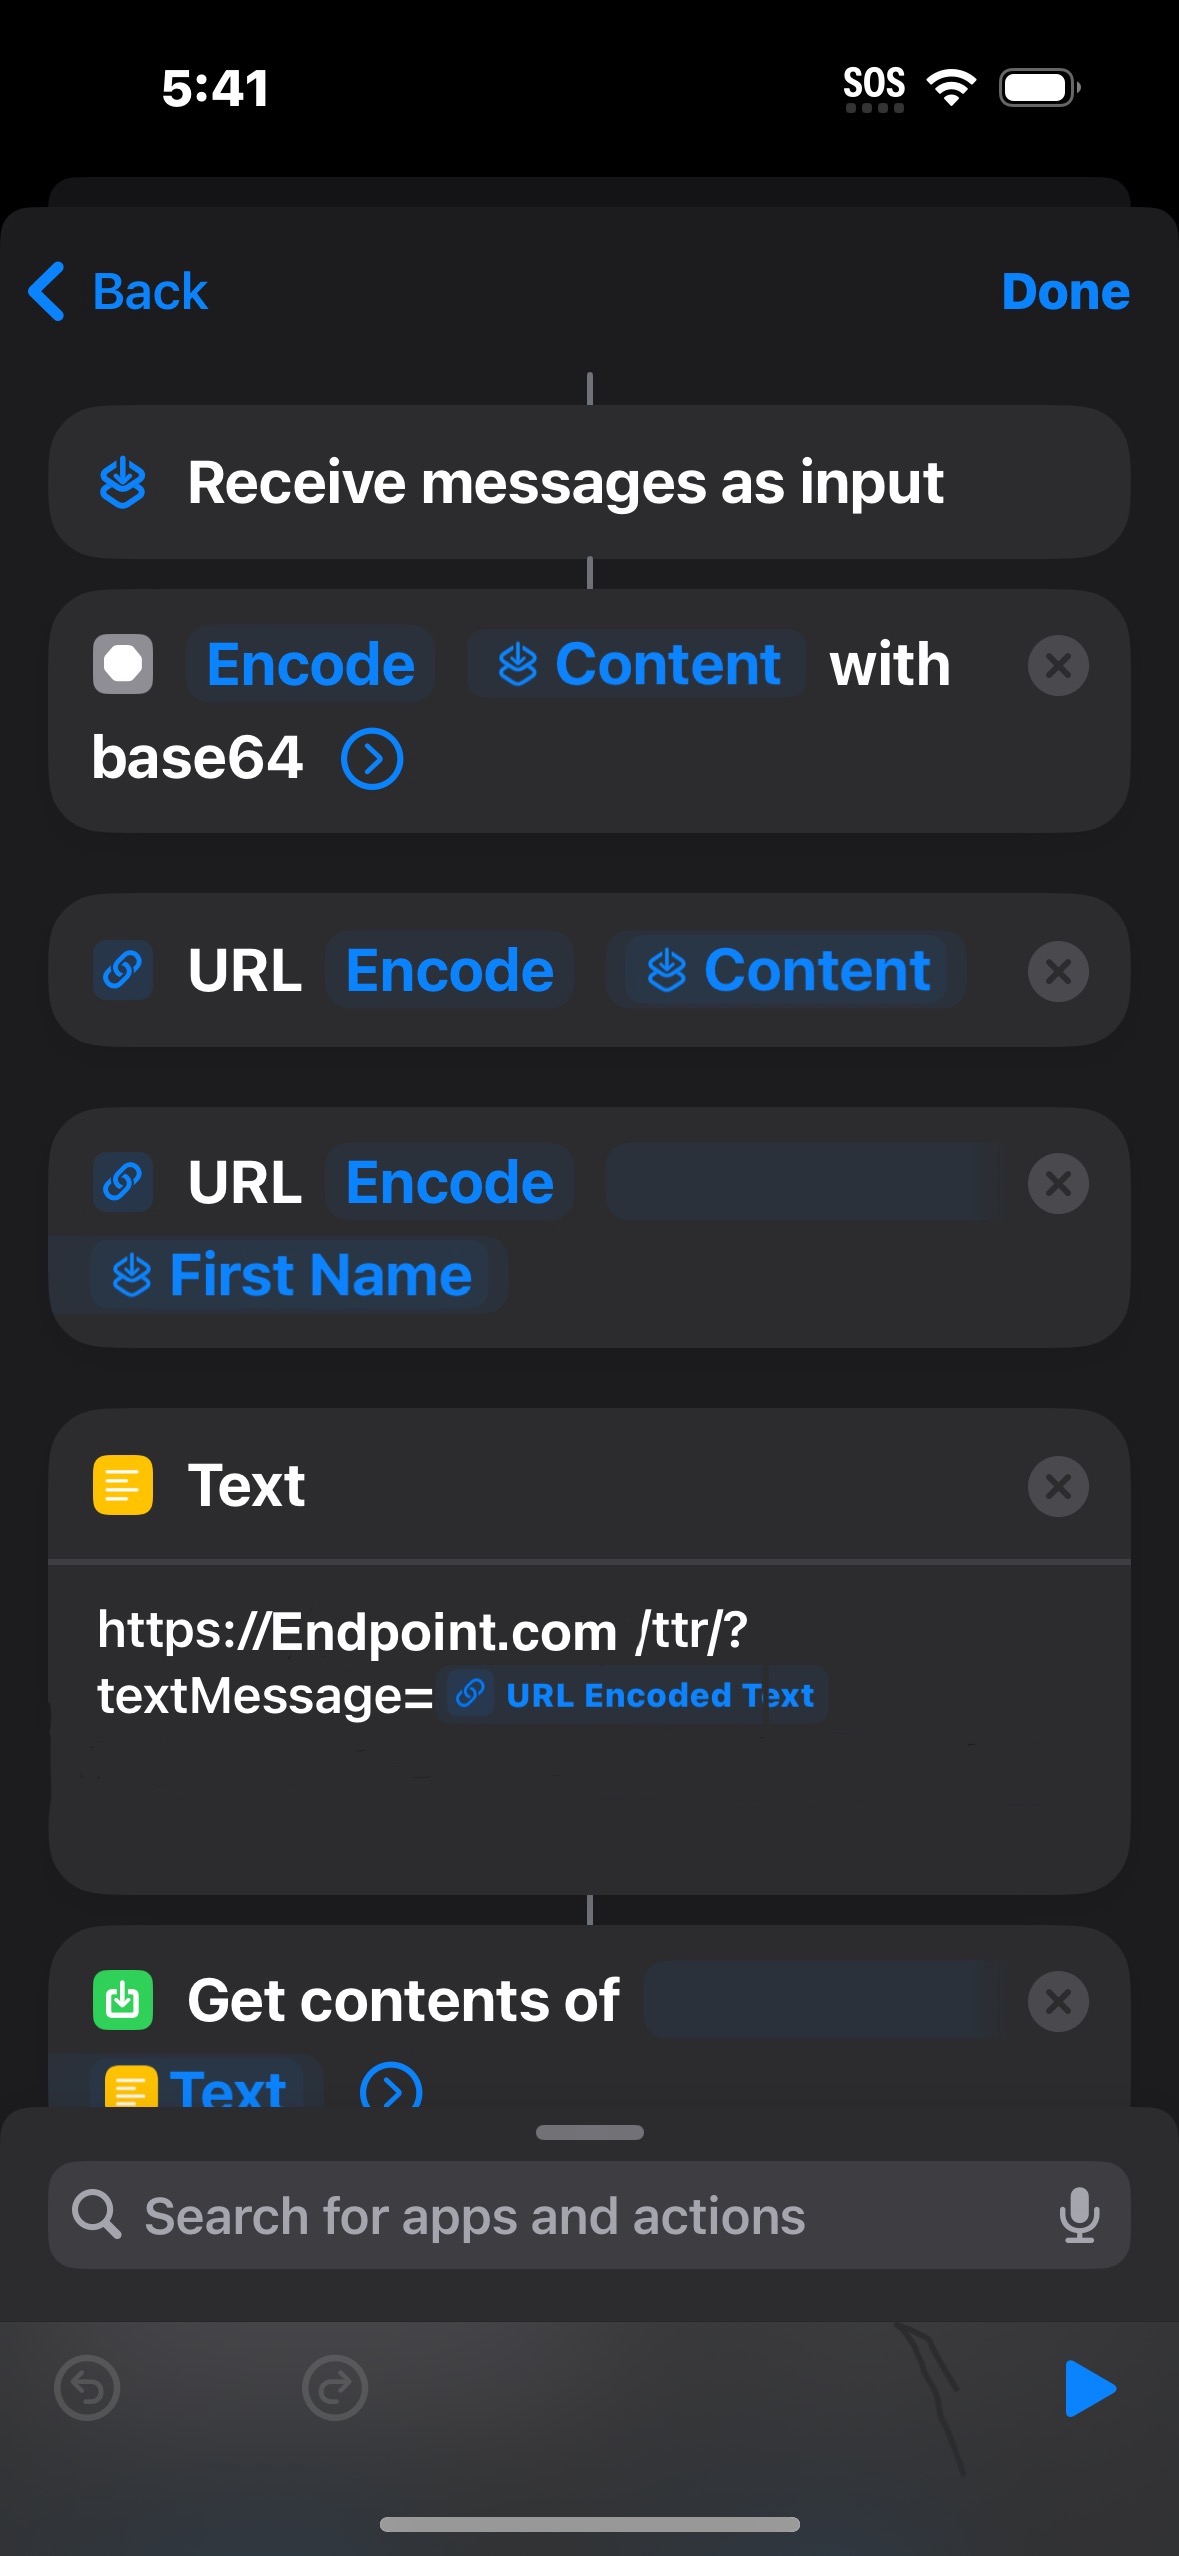 5:41 SOS
Back Done
Receive messages as input
Encode Content with
base64
URL Encode Content
URL Encode
First Name
Text
https://Endpoint.com /ttr/?
textMessage= URL Encoded Text
Get contents of
Text
Search for apps and actions